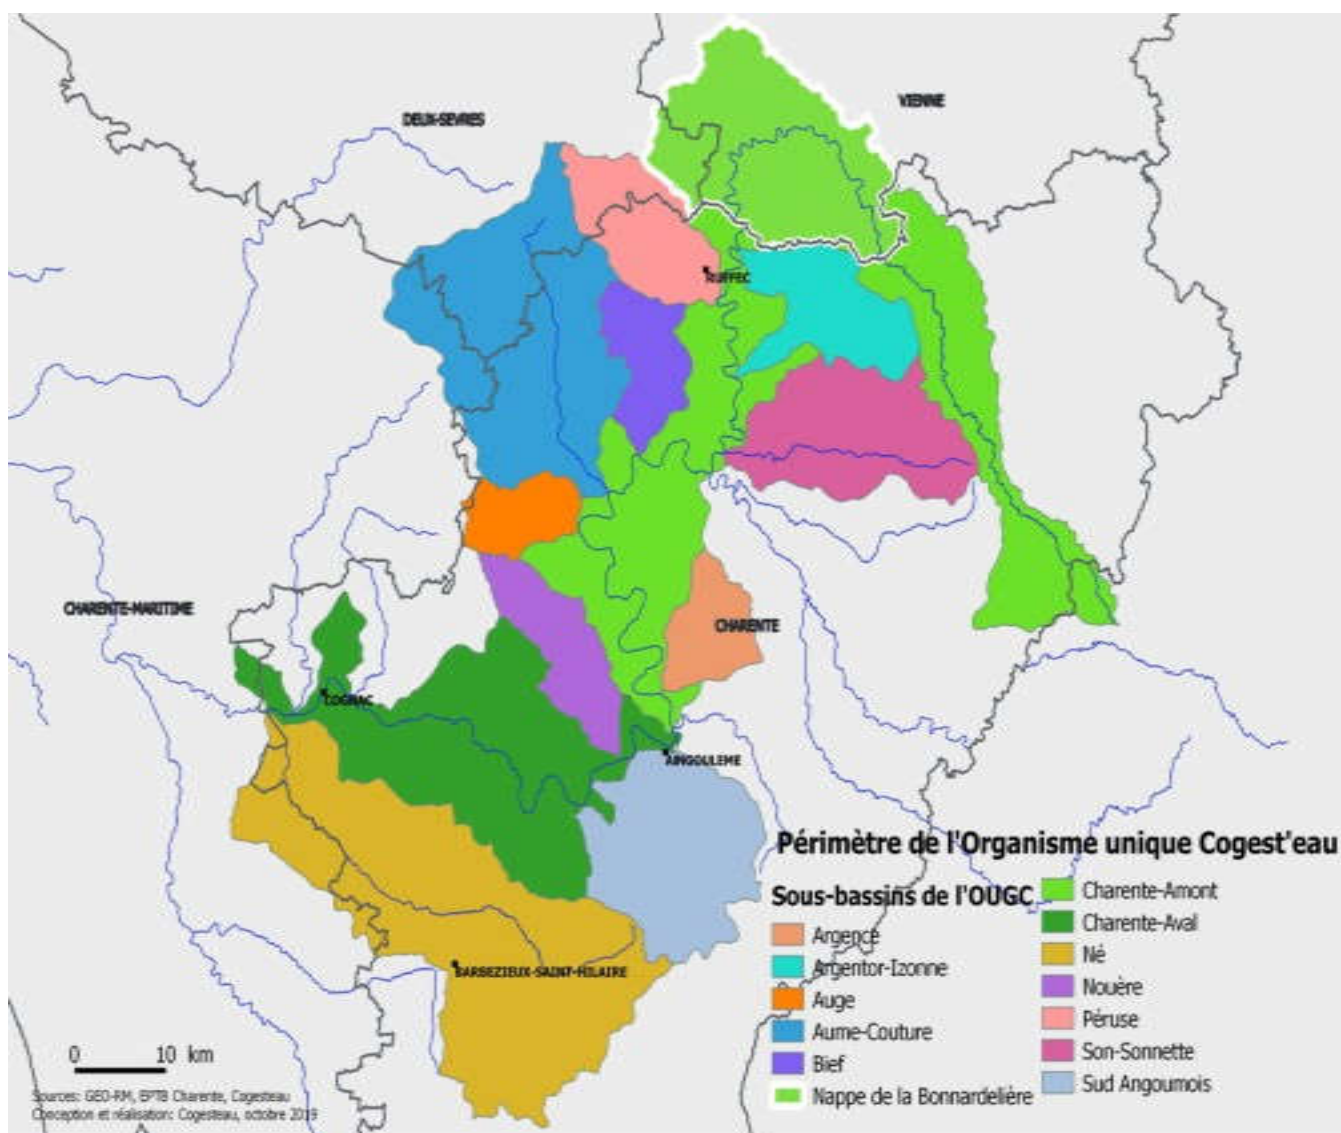 VIENNE
DEUX-SEVRES
RUFFEC
CHARENTE-MARITIME
CHARENTE
COGNAC
ANGOULEME
Périmètre de l'Organisme unique Cogest'eau
Sous-bassins de l'OUGC
Argence
Argentor-Izonne
Auge
Aume-Couture
Bief
Nappe de la Bonnardelière
Charente-Amont
Charente-Aval
Né
Nouère
Péruse
Son-Sonnette
Sud Angoumois
BARBEZIEUX-SAINT-HILAIRE
0 10 km
Sources: GEO-RM, EPTB Charente, Cogesteau
Conception et réalisation: Cogesteau, octobre 2019